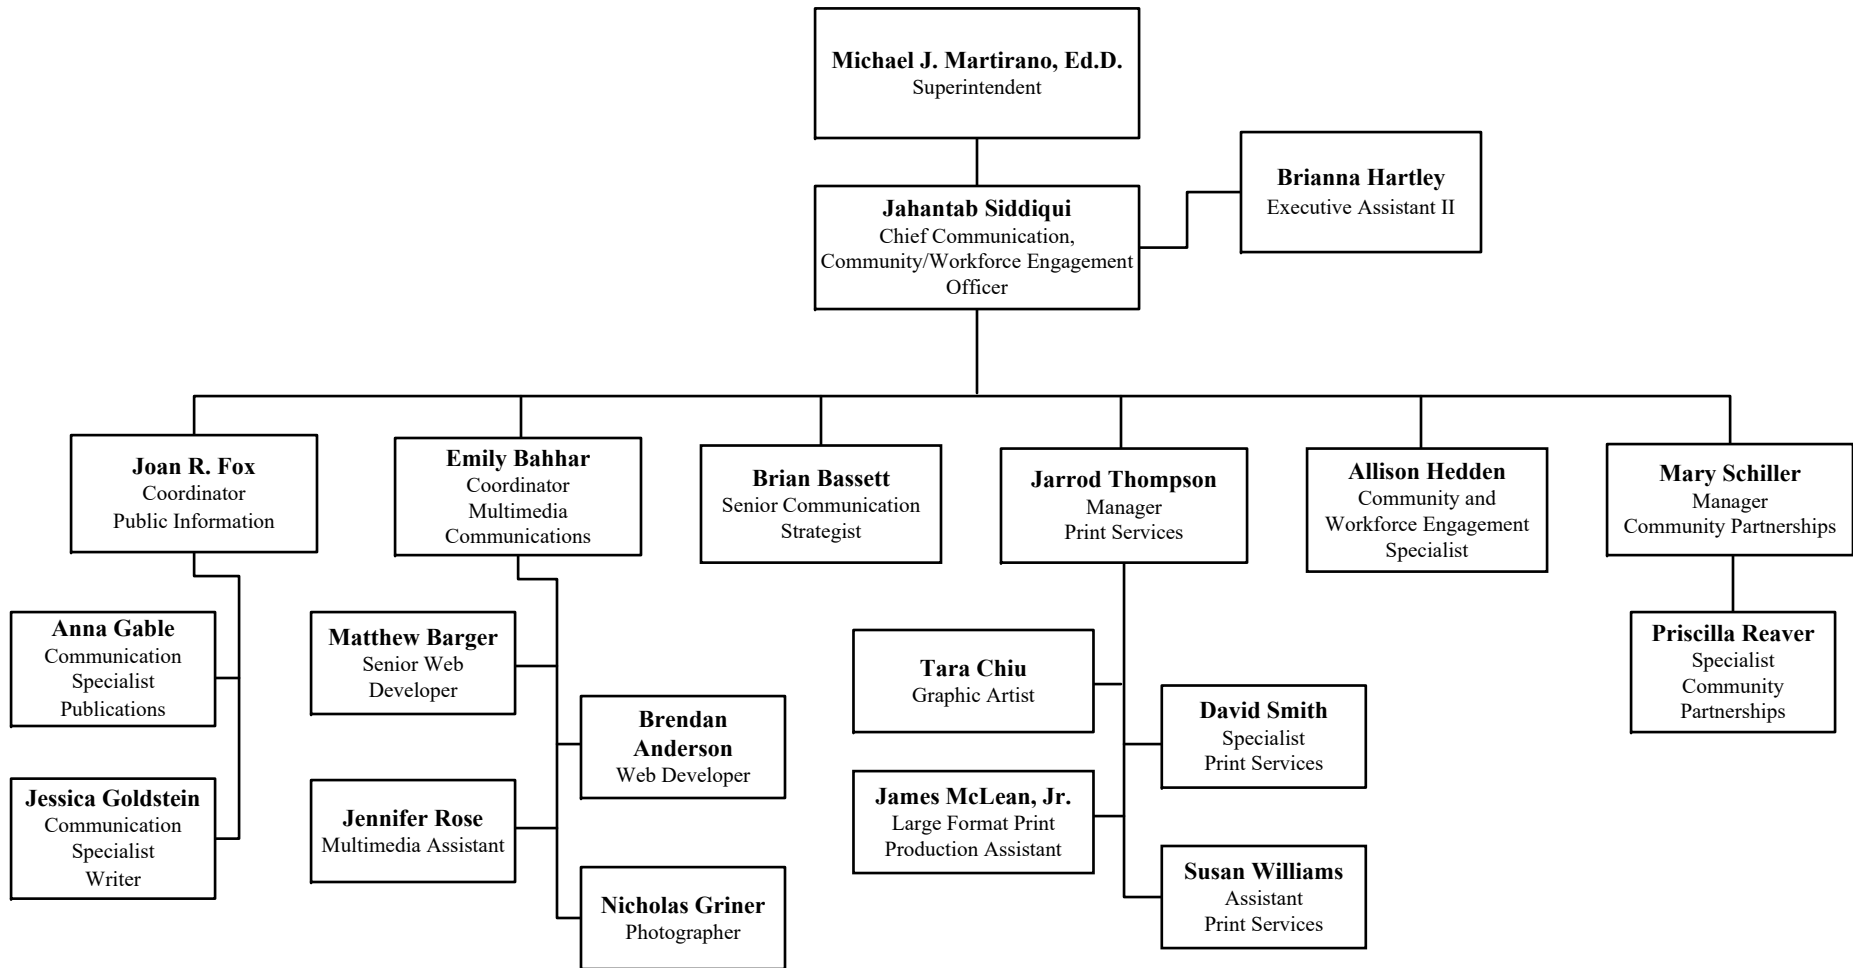 Michael J. Martirano, Ed.D.
Superintendent
Brianna Hartley
Executive Assistant II
Jahantab Siddiqui
Chief Communication,
Community/Workforce Engagement
Officer
Joan R. Fox
Coordinator
Public Information
Emily Bahhar
Coordinator
Multimedia
Communications
Brian Bassett
Senior Communication
Strategist
Jarrod Thompson
Manager
Print Services
Allison Hedden
Community and
Workforce Engagement
Specialist
Mary Schiller
Manager
Community Partnerships
Anna Gable
Communication
Specialist
Publications
Matthew Barger
Senior Web
Developer
Tara Chiu
Graphic Artist
Priscilla Reaver
Specialist
Community
Partnerships
Brendan
Anderson
Web Developer
David Smith
Specialist
Print Services
Jessica Goldstein
Communication
Specialist
Writer
Jennifer Rose
Multimedia Assistant
James McLean, Jr.
Large Format Print
Production Assistant
Nicholas Griner
Photographer
Susan Williams
Assistant
Print Services